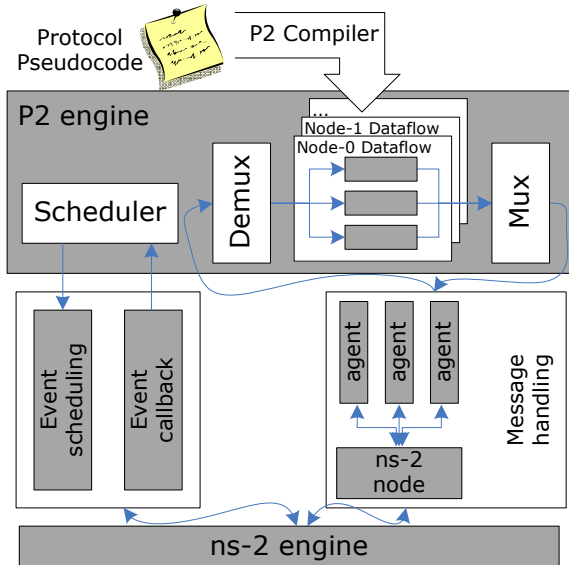 Protocol
Pseudocode
P2 Compiler
P2 engine
...
Node-1 Dataflow
Node-0 Dataflow
Scheduler
Demux
Mux
Event
scheduling
Event
callback
agent
agent
agent
Message
handling
ns-2
node
ns-2 engine